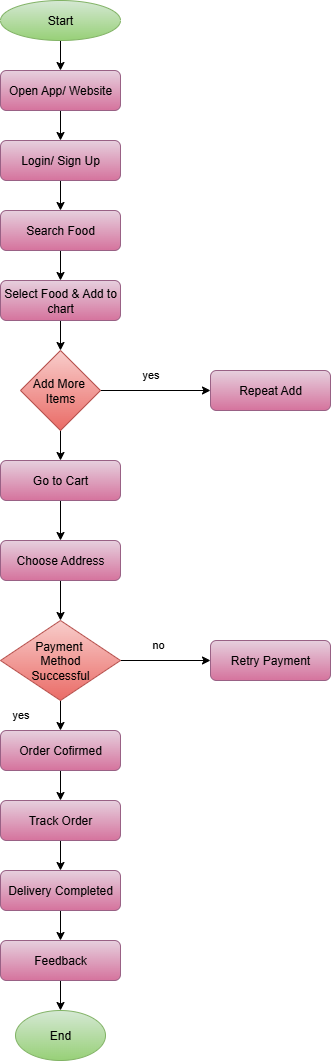 Start
Open App/ Website
Login/ Sign Up
Search Food
Select Food & Add to
chart
Add More
Items
yes
Repeat Add
Go to Cart
Choose Address
Payment
Method
Successful
no
Retry Payment
yes
Order Cofirmed
Track Order
Delivery Completed
Feedback
End